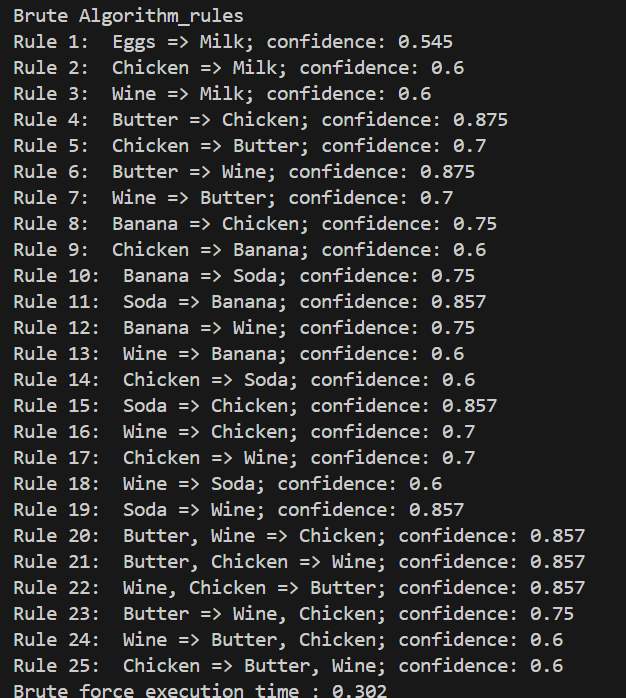 Brute Algorithm_rules
Rule 1:  Eggs => Milk; confidence: 0.545
Rule 2:  Chicken => Milk; confidence: 0.6
Rule 3:  Wine => Milk; confidence: 0.6
Rule 4:  Butter => Chicken; confidence: 0.875
Rule 5:  Chicken => Butter; confidence: 0.7
Rule 6:  Butter => Wine; confidence: 0.875
Rule 7:  Wine => Butter; confidence: 0.7
Rule 8:  Banana => Chicken; confidence: 0.75
Rule 9:  Chicken => Banana; confidence: 0.6
Rule 10:  Banana => Soda; confidence: 0.75
Rule 11:  Soda => Banana; confidence: 0.857
Rule 12:  Banana => Wine; confidence: 0.75
Rule 13:  Wine => Banana; confidence: 0.6
Rule 14:  Chicken => Soda; confidence: 0.6
Rule 15:  Soda => Chicken; confidence: 0.857
Rule 16:  Wine => Chicken; confidence: 0.7
Rule 17:  Chicken => Wine; confidence: 0.7
Rule 18:  Wine => Soda; confidence: 0.6
Rule 19:  Soda => Wine; confidence: 0.857
Rule 20:  Butter, Wine => Chicken; confidence: 0.857
Rule 21:  Butter, Chicken => Wine; confidence: 0.857
Rule 22:  Wine, Chicken => Butter; confidence: 0.857
Rule 23:  Butter => Wine, Chicken; confidence: 0.75
Rule 24:  Wine => Butter, Chicken; confidence: 0.6
Rule 25:  Chicken => Butter, Wine; confidence: 0.6
Brute force execution time : 0.302